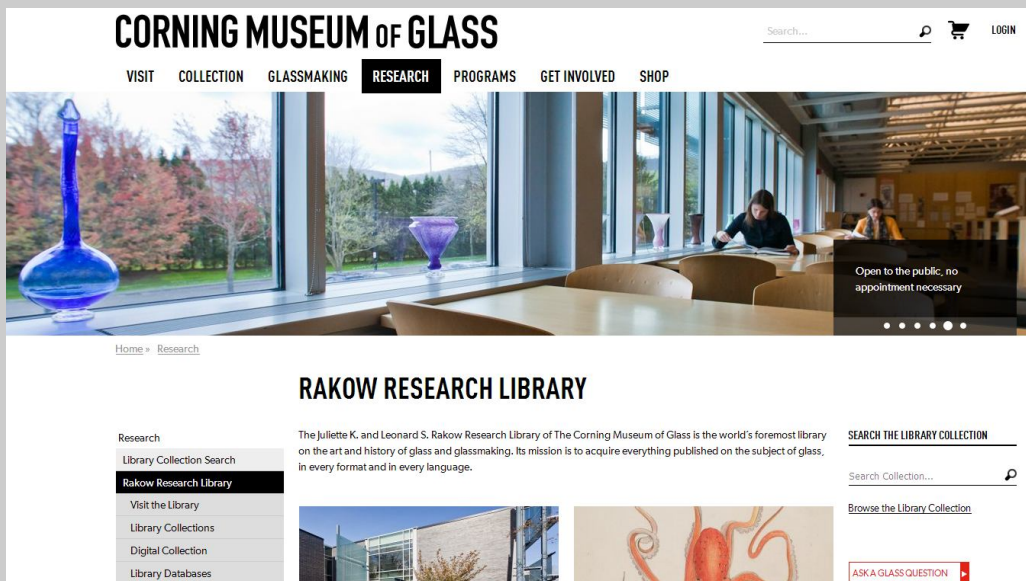 CORNING MUSEUM OF GLASS
Search...
LOGIN
VISIT COLLECTION GLASSMAKING RESEARCH PROGRAMS GET INVOLVED SHOP
Open to the public, no
appointment necessary
Home » Research
RAKOW RESEARCH LIBRARY
Research
Library Collection Search
Rakow Research Library
Visit the Library
Library Collections
Digital Collection
Library Databases
The Juliette K. and Leonard S. Rakow Research Library of The Corning Museum of Glass is the world's foremost library
on the art and history of glass and glassmaking. Its mission is to acquire everything published on the subject of glass,
in every format and in every language.
SEARCH THE LIBRARY COLLECTION
Search Collection...
Browse the Library Collection
ASK A GLASS QUESTION